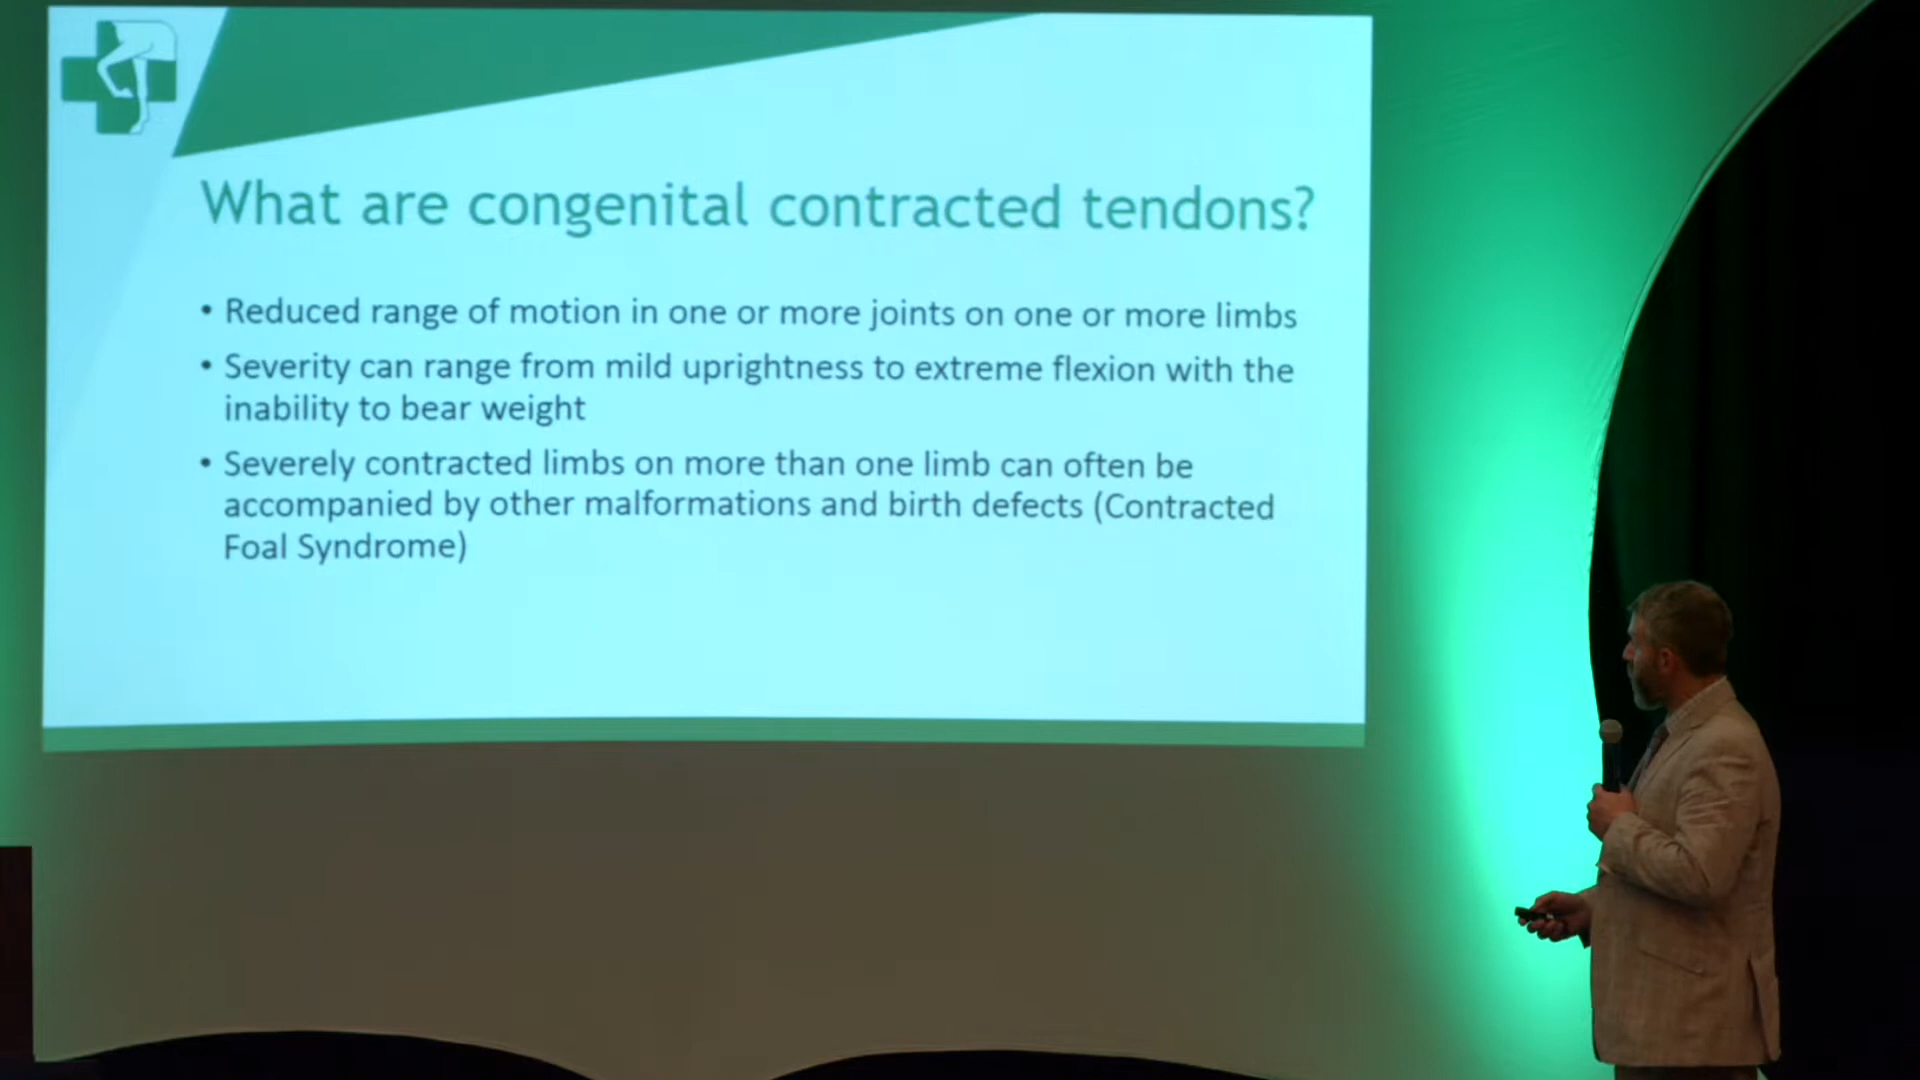 What are congenital contracted tendons?
• Reduced range of motion in one or more joints on one or more limbs
• Severity can range from mild uprightness to extreme flexion with the
inability to bear weight
• Severely contracted limbs on more than one limb can often be
accompanied by other malformations and birth defects (Contracted
Foal Syndrome)